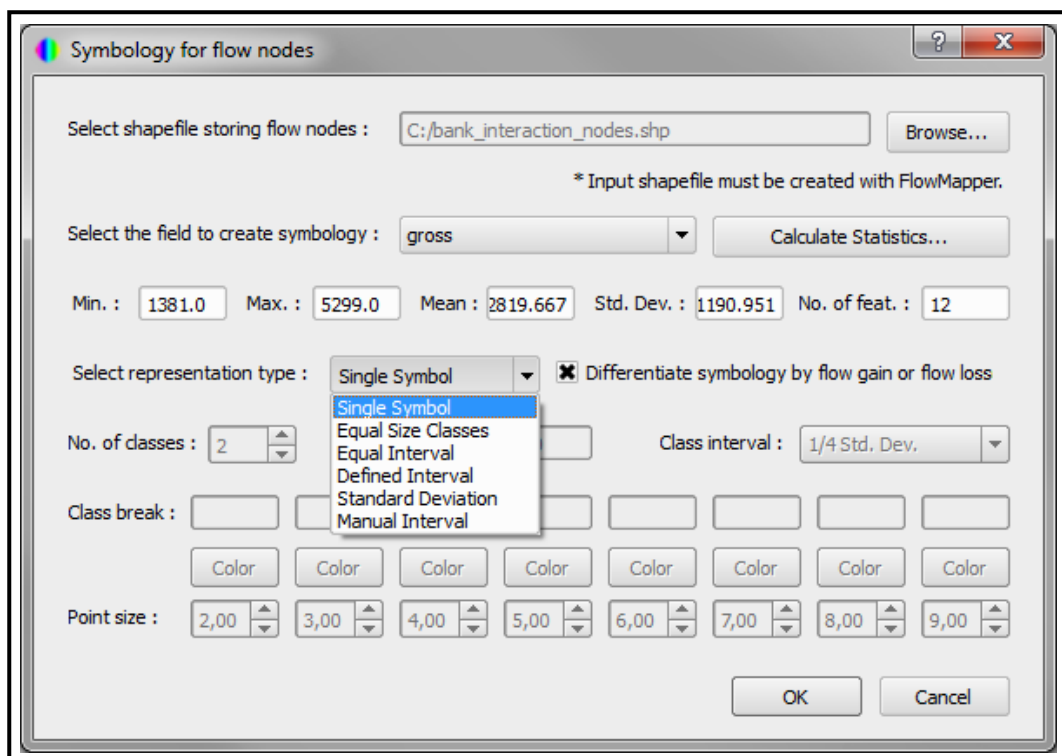 Symbology for flow nodes
Select shapefile storing flow nodes : C:/bank_interaction_nodes.shp Browse...
* Input shapefile must be created with FlowMapper.
Select the field to create symbology : gross Calculate Statistics...
Min. : 1381.0 Max. : 5299.0 Mean : 2819.667 Std. Dev. : 1190.951 No. of feat. : 12
Select representation type : Single Symbol Differentiate symbology by flow gain or flow loss
Single Symbol
Equal Size Classes
Equal Interval
Defined Interval
Standard Deviation
Manual Interval
No. of classes : 2 Class interval : 1/4 Std. Dev.
Class break :
Color Color Color Color Color Color Color Color
Point size : 2,00 3,00 4,00 5,00 6,00 7,00 8,00 9,00
OK Cancel